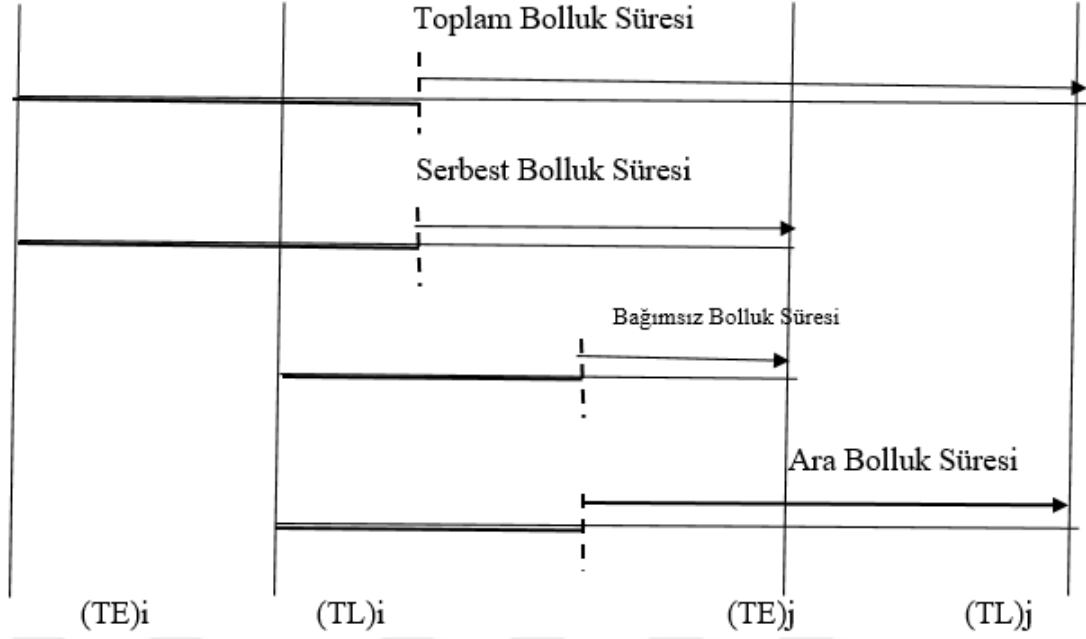 Toplam Bolluk Süresi
Serbest Bolluk Süresi
Bağımsız Bolluk Süresi
Ara Bolluk Süresi
(TE)i (TL)i (TE)j (TL)j